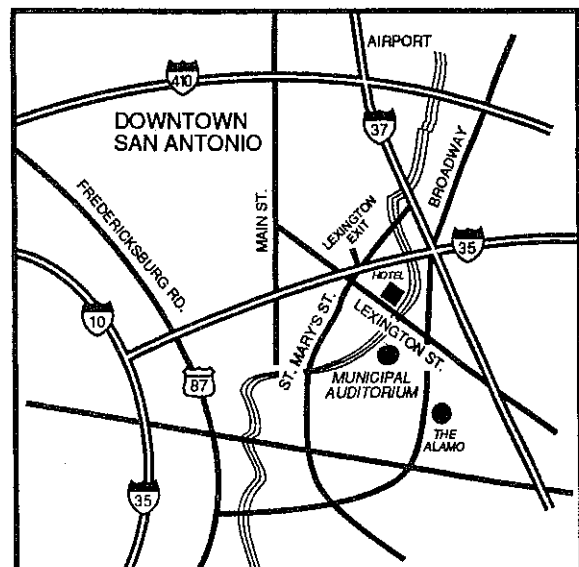 AIRPORT
410
DOWNTOWN
SAN ANTONIO
37
BROADWAY
FREDERICKSBURG RD.
MAIN ST.
LEXINGTON
EXIT
35
HOTEL
10
ST. MARY'S ST.
LEXINGTON ST.
87
MUNICIPAL
AUDITORIUM
THE
ALAMO
35